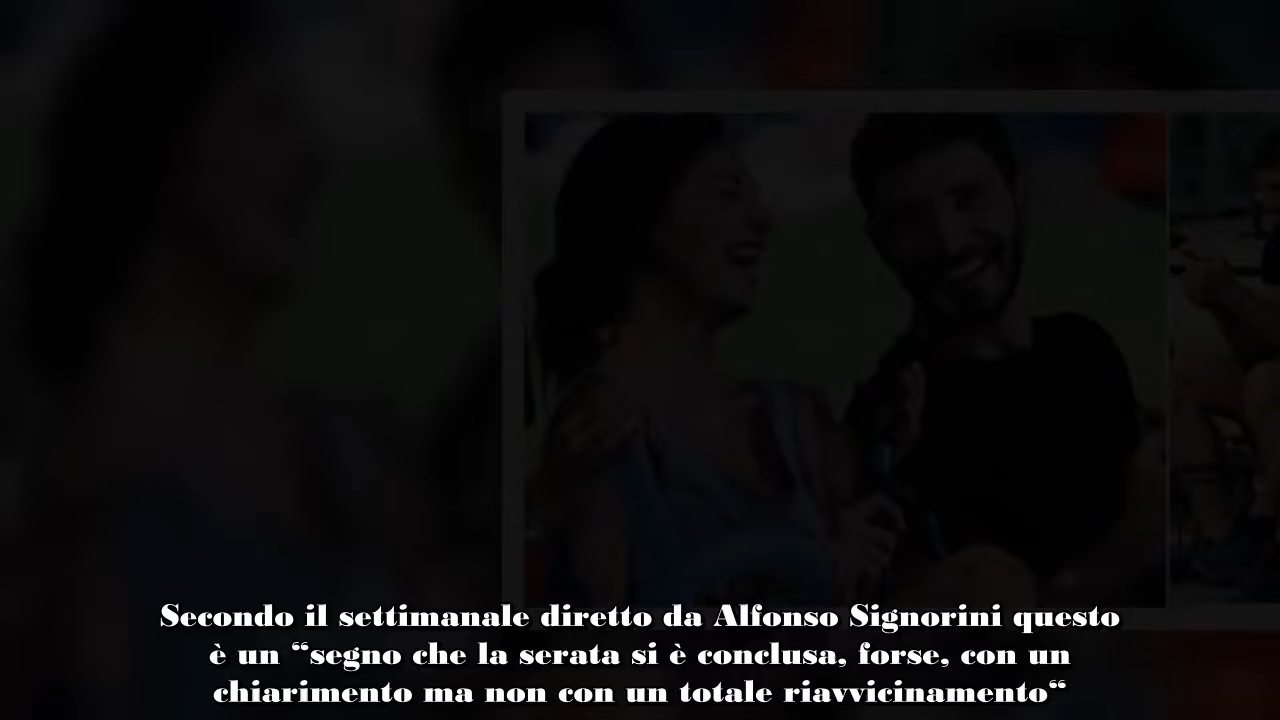 Secondo il settimanale diretto da Alfonso Signorini questo
è un “segno che la serata si è conclusa, forse, con un
chiarimento ma non con un totale riavvicinamento“